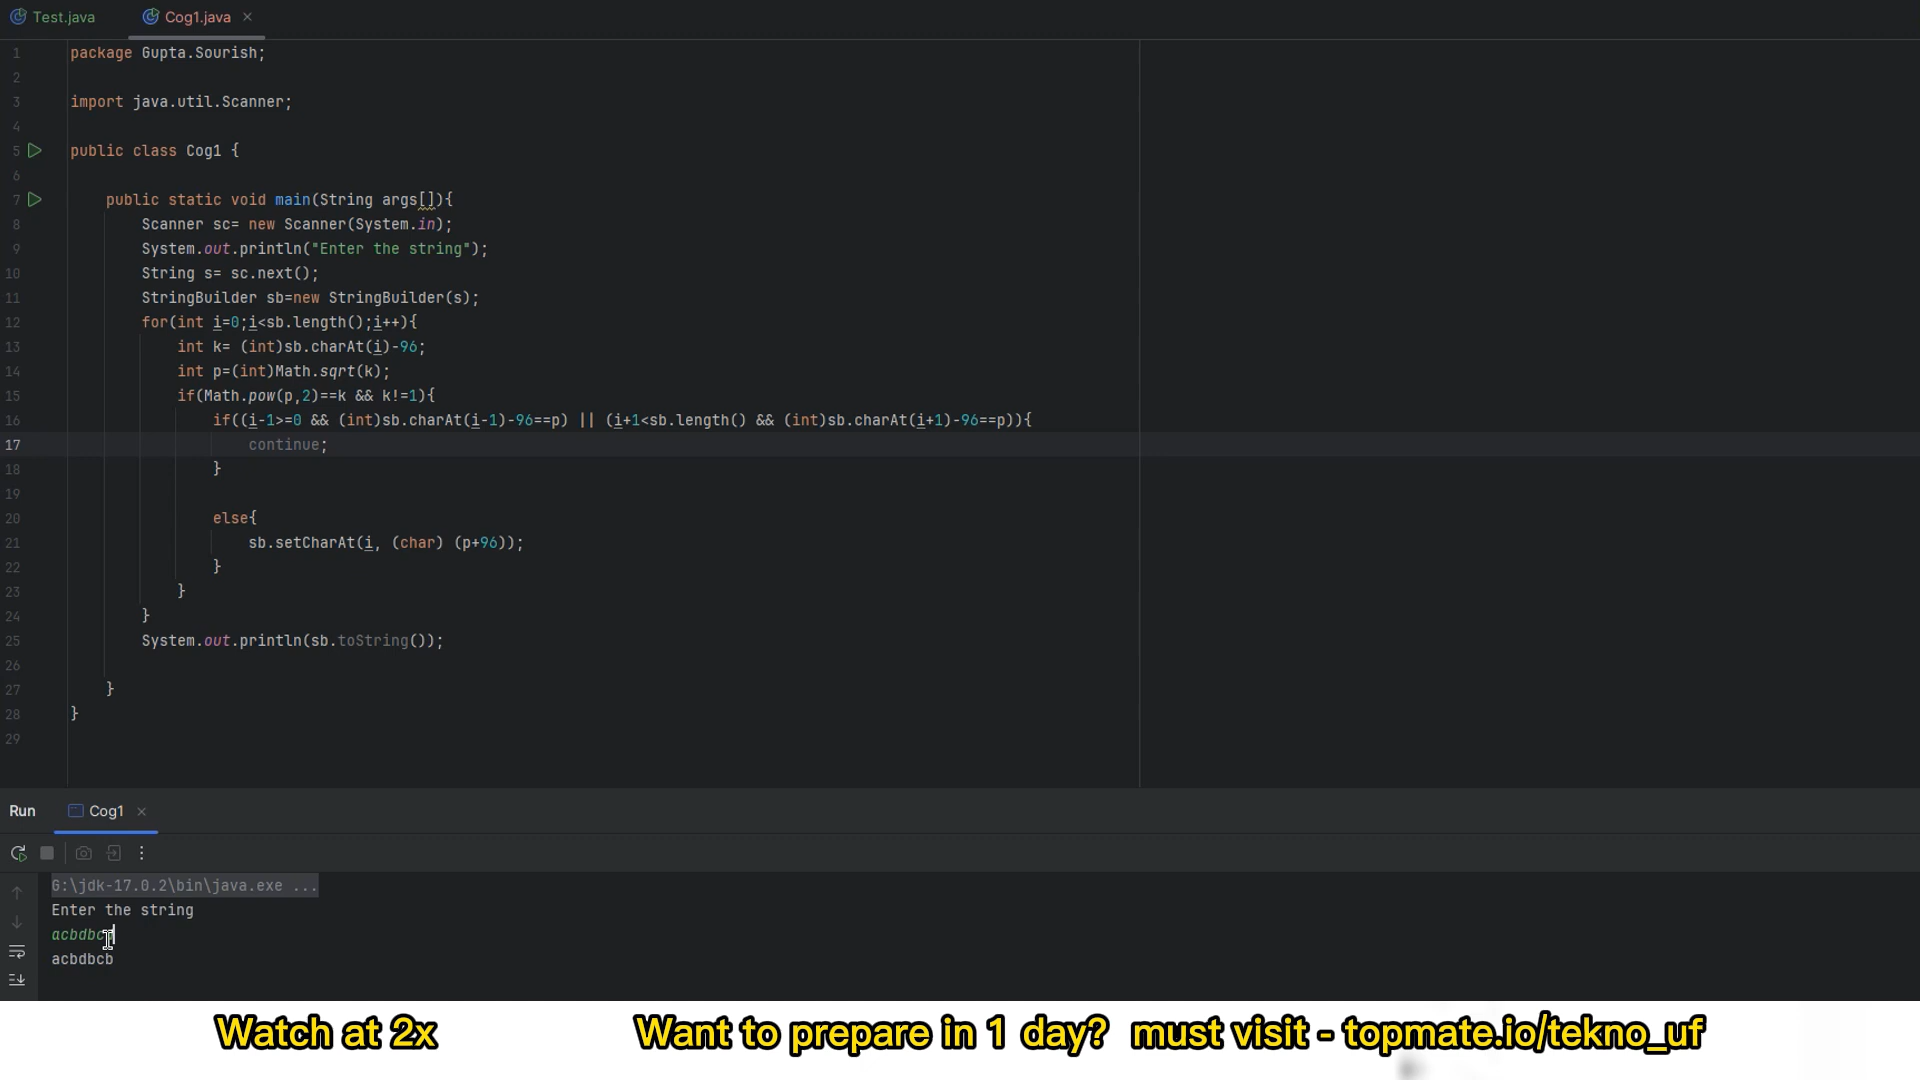 Test.java Cog1.java
1 package Gupta.Sourish;
2
3 import java.util.Scanner;
4
5 public class Cog1 {
6
7 public static void main(String args[]){
8 Scanner sc= new Scanner(System.in);
9 System.out.println("Enter the string");
10 String s= sc.next();
11 StringBuilder sb=new StringBuilder(s);
12 for(int i=0;i<sb.length();i++){
13 int k= (int)sb.charAt(i)-96;
14 int p=(int)Math.sqrt(k);
15 if(Math.pow(p,2)==k && k!=1){
16 if((i-1>=0 && (int)sb.charAt(i-1)-96==p) || (i+1<sb.length() && (int)sb.charAt(i+1)-96==p)){
17 continue;
18 }
19
20 else{
21 sb.setCharAt(i, (char) (p+96));
22 }
23 }
24 }
25 System.out.println(sb.toString());
26
27 }
28 }
29
Run Cog1
G:\jdk-17.0.2\bin\java.exe ...
Enter the string
acbdbcb
Watch at 2x Want to prepare in 1 day? must visit - topmate.io/tekno_uf